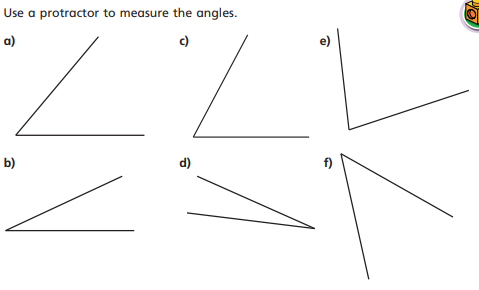 Use a protractor to measure the angles.
a)
c)
e)
b)
d)
f)